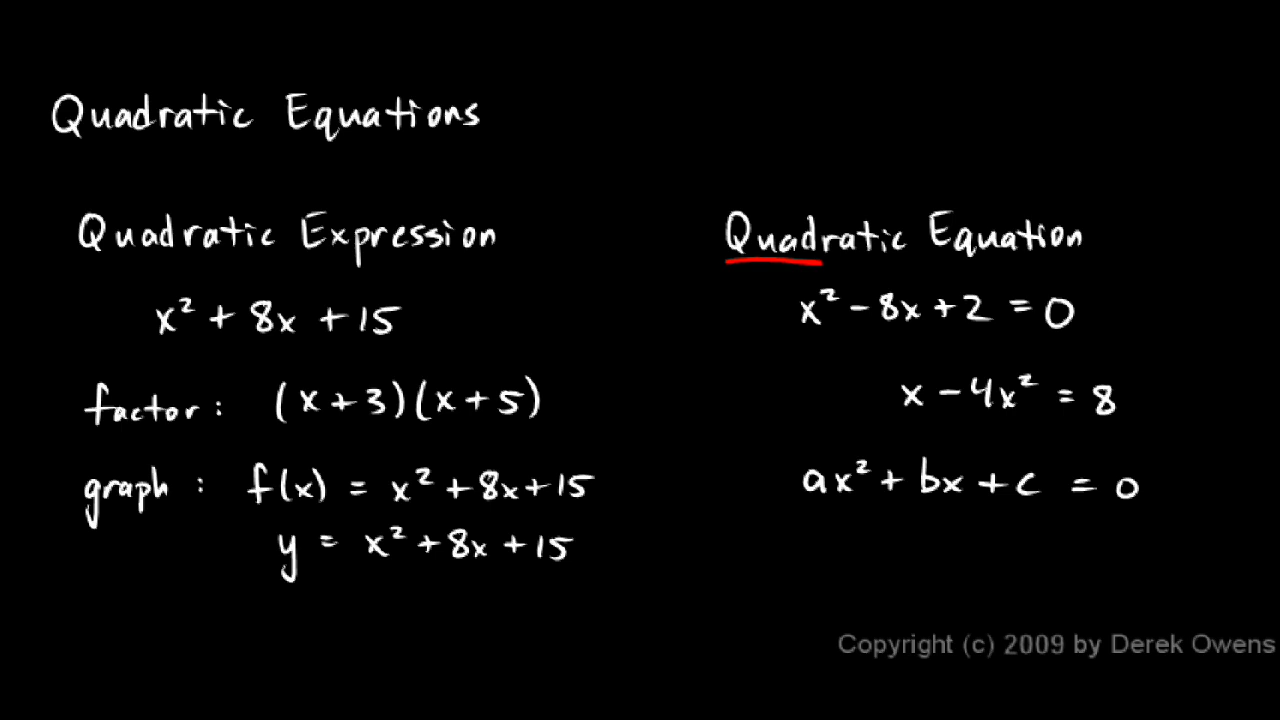 Quadratic Equations
Quadratic Expression
x² + 8x + 15
factor: (x + 3)(x + 5)
graph: f(x) = x² + 8x + 15
y = x² + 8x + 15
Quadratic Equation
x² - 8x + 2 = 0
x - 4x² = 8
ax² + bx + c = 0
Copyright (c) 2009 by Derek Owens